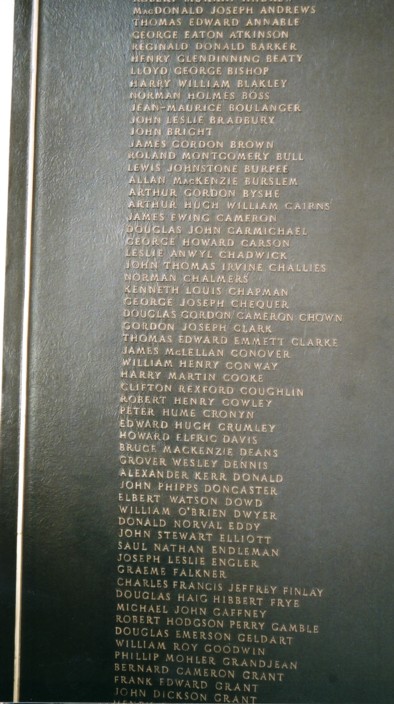 MacDONALD JOSEPH ANDREWS
THOMAS EDWARD ANNABLE
GEORGE EATON ATKINSON
REGINALD DONALD BARKER
HENRY GLENDINNING BEATY
LLOYD GEORGE BISHOP
HARRY WILLIAM BLAKLEY
NORMAN HOLMES BOSS
JEAN-MAURICE BOULANGER
JOHN LESLIE BRADBURY
JOHN BRIGHT
JAMES GORDON BROWN
ROLAND MONTGOMERY BULL
LEWIS JOHNSTONE BURPEE
ALLAN MacKENZIE BURSLEM
ARTHUR GORDON BYSHE
ARTHUR HUGH WILLIAM CAIRNS
JAMES EWING CAMERON
DOUGLAS JOHN CARMICHAEL
GEORGE HOWARD CARSON
LESLIE ANWYL CHADWICK
JOHN THOMAS IRVINE CHALLIES
NORMAN CHALMERS
KENNETH LOUIS CHAPMAN
GEORGE JOSEPH CHEQUER
DOUGLAS GORDON CAMERON CHOWN
GORDON JOSEPH CLARK
THOMAS EDWARD EMMETT CLARKE
JAMES McLELLAN CONOVER
WILLIAM HENRY CONWAY
HARRY MARTIN COOKE
CLIFTON REXFORD COUGHLIN
ROBERT HENRY COWLEY
PETER HUME CRONYN
EDWARD HUGH CRUMLEY
HOWARD ELFRIC DAVIS
BRUCE MACKENZIE DEANS
GROVER WESLEY DENNIS
ALEXANDER KERR DONALD
JOHN PHIPPS DONCASTER
ELBERT WATSON DOWD
WILLIAM O'BRIEN DWYER
DONALD NORVAL EDDY
JOHN STEWART ELLIOTT
SAUL NATHAN ENDLEMAN
JOSEPH LESLIE ENGLER
GRAEME FALKNER
CHARLES FRANCIS JEFFREY FINLAY
DOUGLAS HAIG HIBBERT FRYE
MICHAEL JOHN GAFFNEY
ROBERT HODGSON PERRY GAMBLE
DOUGLAS EMERSON GELDART
WILLIAM ROY GOODWIN
PHILLIP MOHLER GRANDJEAN
BERNARD CAMERON GRANT
FRANK EDWARD GRANT
JOHN DICKSON GRANT